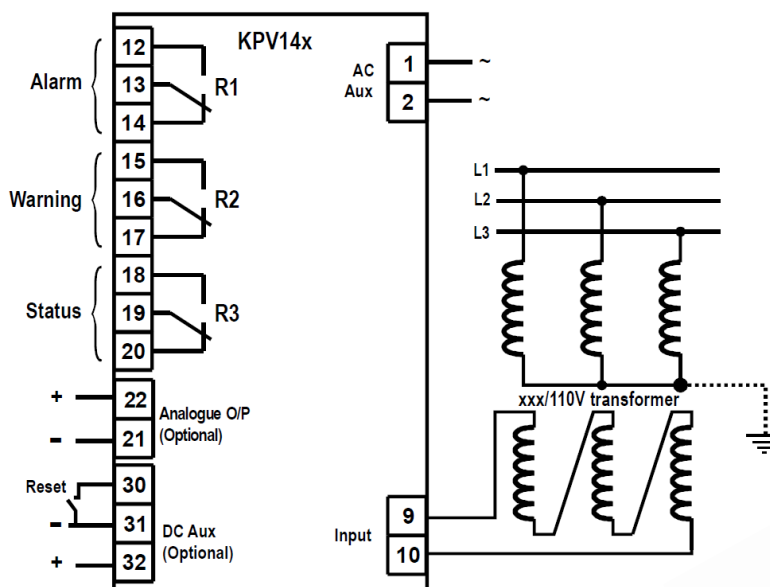 KPV14x
12
13
14
Alarm
R1
15
16
17
Warning
R2
18
19
20
Status
R3
22
21
+
-
Analogue O/P
(Optional)
30
31
32
Reset
-
+
DC Aux
(Optional)
AC
Aux
1
2
~
~
L1
L2
L3
xxx/110V transformer
Input
9
10